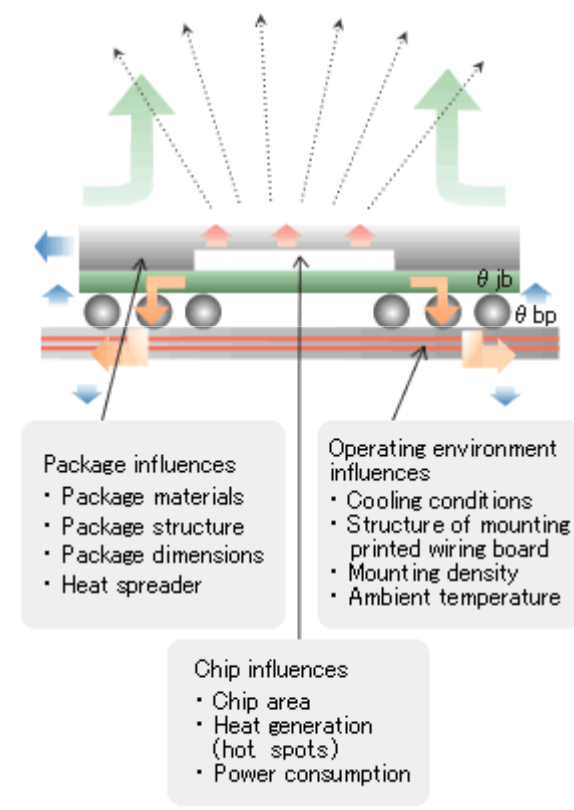 θ jb
θ bp
Package influences
・ Package materials
・ Package structure
・ Package dimensions
・ Heat spreader
Operating environment
influences
・ Cooling conditions
・ Structure of mounting
printed wiring board
・ Mounting density
・ Ambient temperature
Chip influences
・ Chip area
・ Heat generation
(hot spots)
・ Power consumption